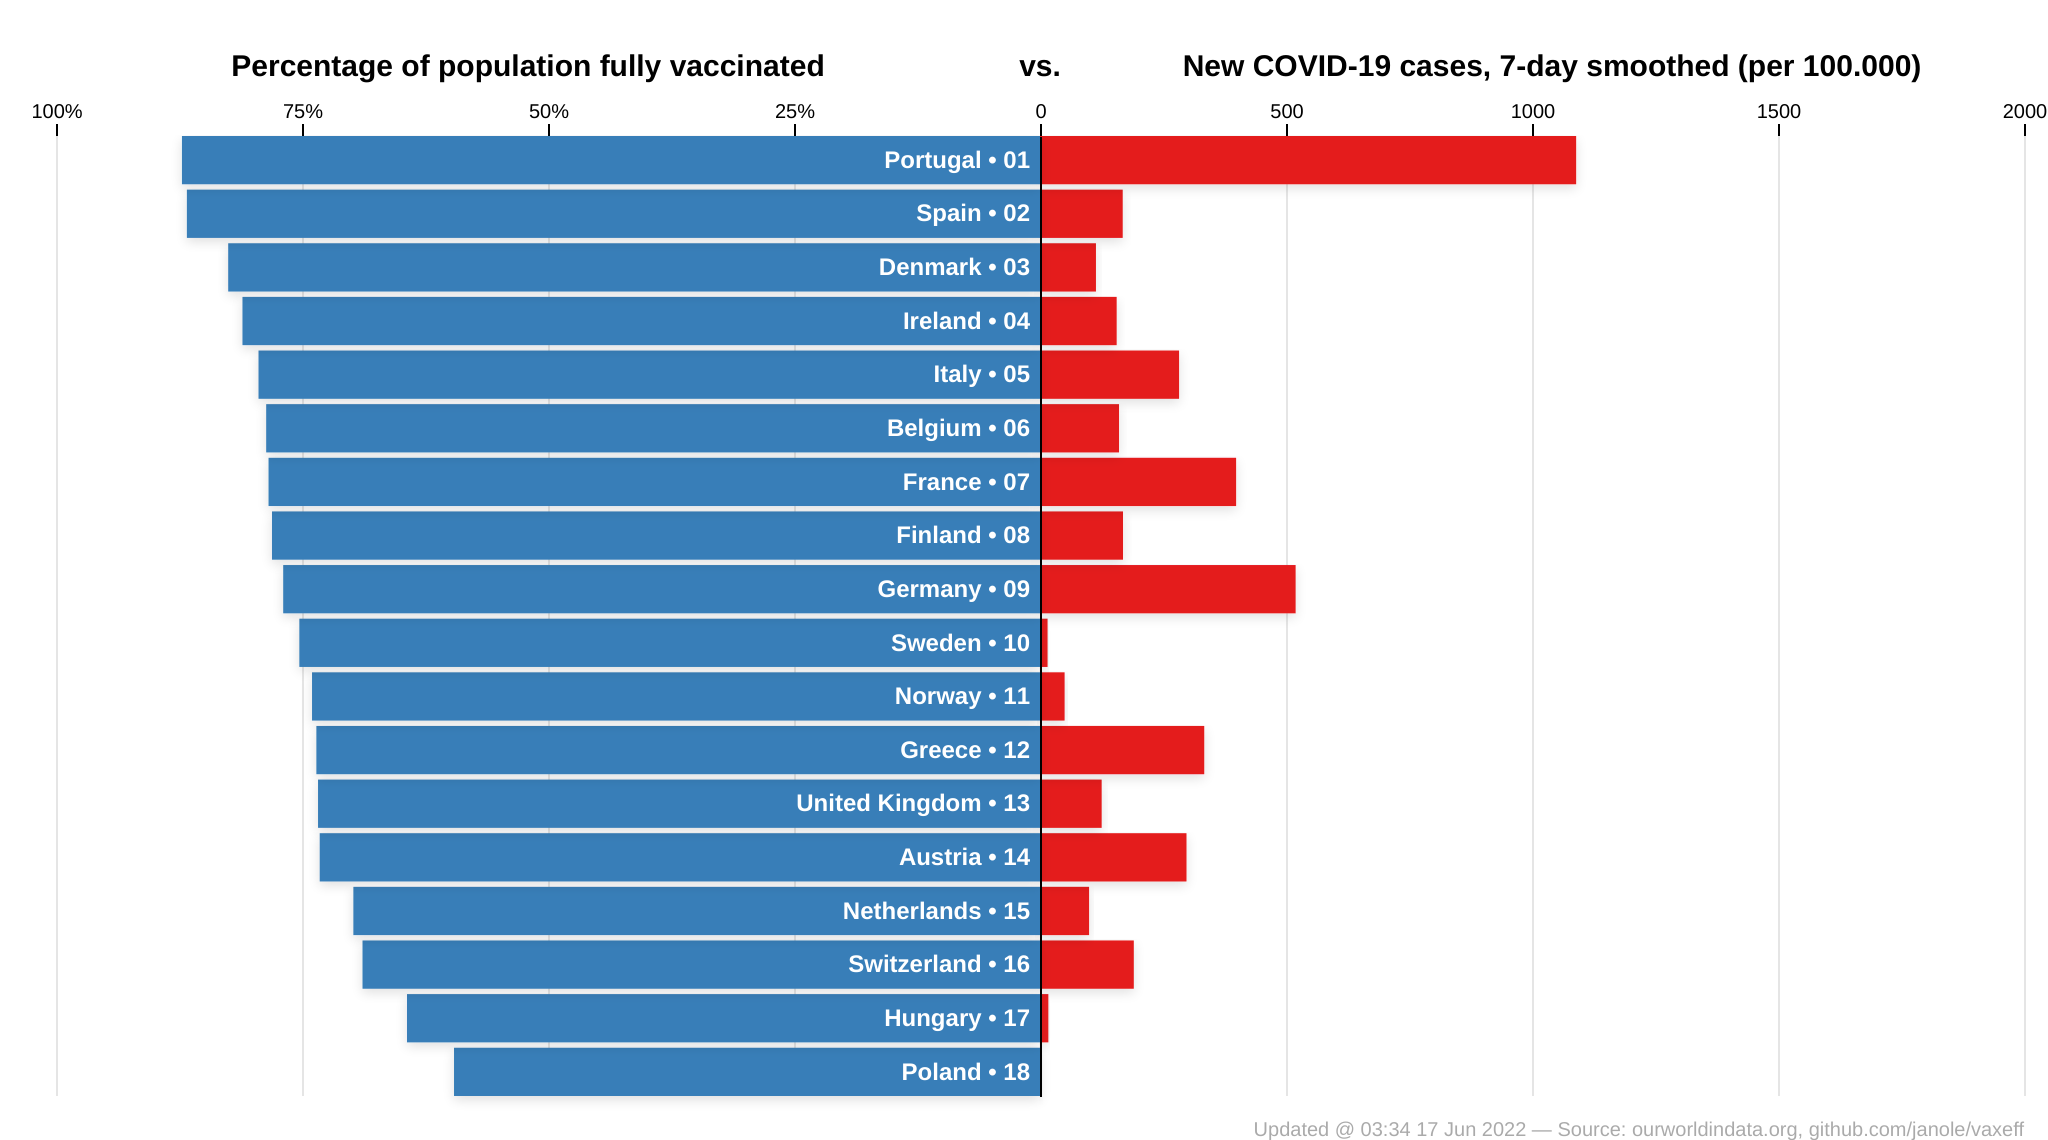 Percentage of population fully vaccinated vs. New COVID-19 cases, 7-day smoothed (per 100.000)
100% 75% 50% 25% 0 500 1000 1500 2000
Portugal • 01
Spain • 02
Denmark • 03
Ireland • 04
Italy • 05
Belgium • 06
France • 07
Finland • 08
Germany • 09
Sweden • 10
Norway • 11
Greece • 12
United Kingdom • 13
Austria • 14
Netherlands • 15
Switzerland • 16
Hungary • 17
Poland • 18
Updated @ 03:34 17 Jun 2022 — Source: ourworldindata.org, github.com/janole/vaxeff